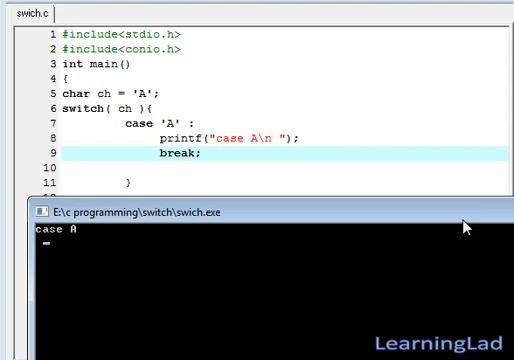 swich.c
1 #include<stdio.h>
2 #include<conio.h>
3 int main()
4 {
5 char ch = 'A';
6 switch( ch ){
7 case 'A' :
8 printf("case A\n ");
9 break;
10
11 }
E:\c programming\switch\swich.exe
case A
LearningLad